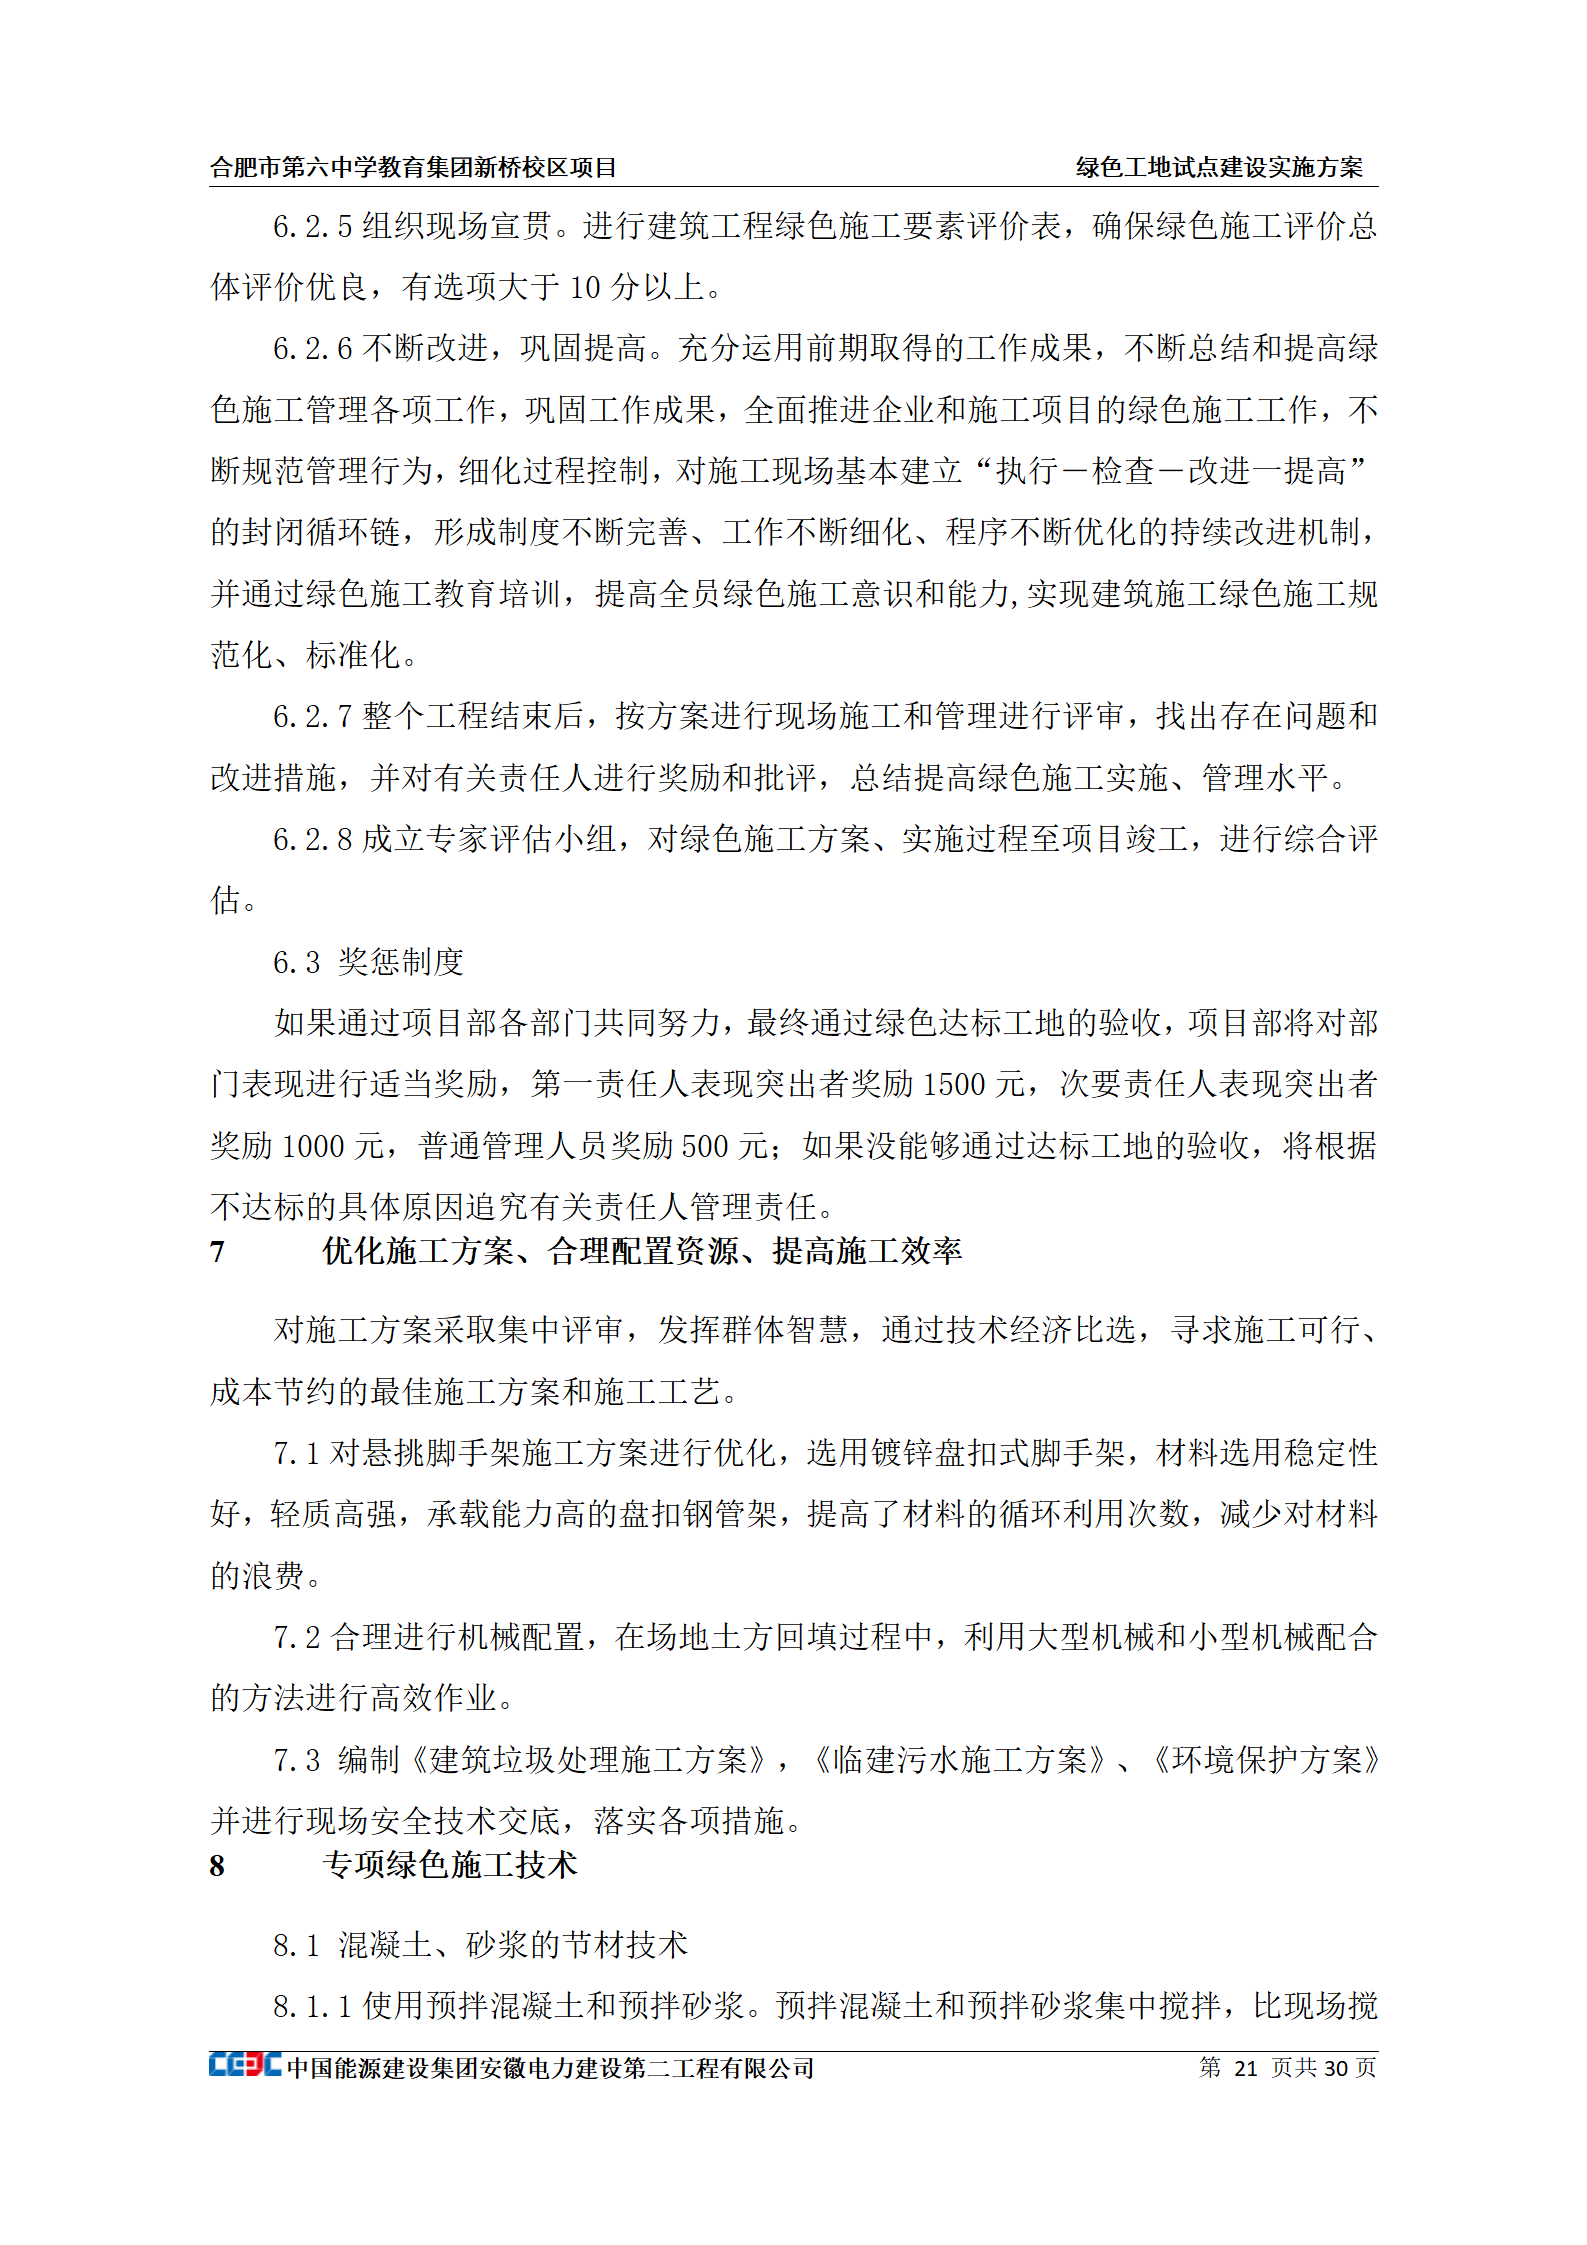 合肥市第六中学教育集团新桥校区项目 绿色工地试点建设实施方案
6.2.5 组织现场宣贯。进行建筑工程绿色施工要素评价表，确保绿色施工评价总
体评价优良，有选项大于 10 分以上。
6.2.6 不断改进，巩固提高。充分运用前期取得的工作成果，不断总结和提高绿
色施工管理各项工作，巩固工作成果，全面推进企业和施工项目的绿色施工工作，不
断规范管理行为，细化过程控制，对施工现场基本建立“执行－检查－改进一提高”
的封闭循环链，形成制度不断完善、工作不断细化、程序不断优化的持续改进机制，
并通过绿色施工教育培训，提高全员绿色施工意识和能力,实现建筑施工绿色施工规
范化、标准化。
6.2.7 整个工程结束后，按方案进行现场施工和管理进行评审，找出存在问题和
改进措施，并对有关责任人进行奖励和批评，总结提高绿色施工实施、管理水平。
6.2.8 成立专家评估小组，对绿色施工方案、实施过程至项目竣工，进行综合评
估。
6.3 奖惩制度
如果通过项目部各部门共同努力，最终通过绿色达标工地的验收，项目部将对部
门表现进行适当奖励，第一责任人表现突出者奖励 1500 元，次要责任人表现突出者
奖励 1000 元，普通管理人员奖励 500 元；如果没能够通过达标工地的验收，将根据
不达标的具体原因追究有关责任人管理责任。
7 优化施工方案、合理配置资源、提高施工效率
对施工方案采取集中评审，发挥群体智慧，通过技术经济比选，寻求施工可行、
成本节约的最佳施工方案和施工工艺。
7.1 对悬挑脚手架施工方案进行优化，选用镀锌盘扣式脚手架，材料选用稳定性
好，轻质高强，承载能力高的盘扣钢管架，提高了材料的循环利用次数，减少对材料
的浪费。
7.2 合理进行机械配置，在场地土方回填过程中，利用大型机械和小型机械配合
的方法进行高效作业。
7.3 编制《建筑垃圾处理施工方案》，《临建污水施工方案》、《环境保护方案》
并进行现场安全技术交底，落实各项措施。
8 专项绿色施工技术
8.1 混凝土、砂浆的节材技术
8.1.1 使用预拌混凝土和预拌砂浆。预拌混凝土和预拌砂浆集中搅拌，比现场搅
CEEC 中国能源建设集团安徽电力建设第二工程有限公司 第 21 页共 30 页